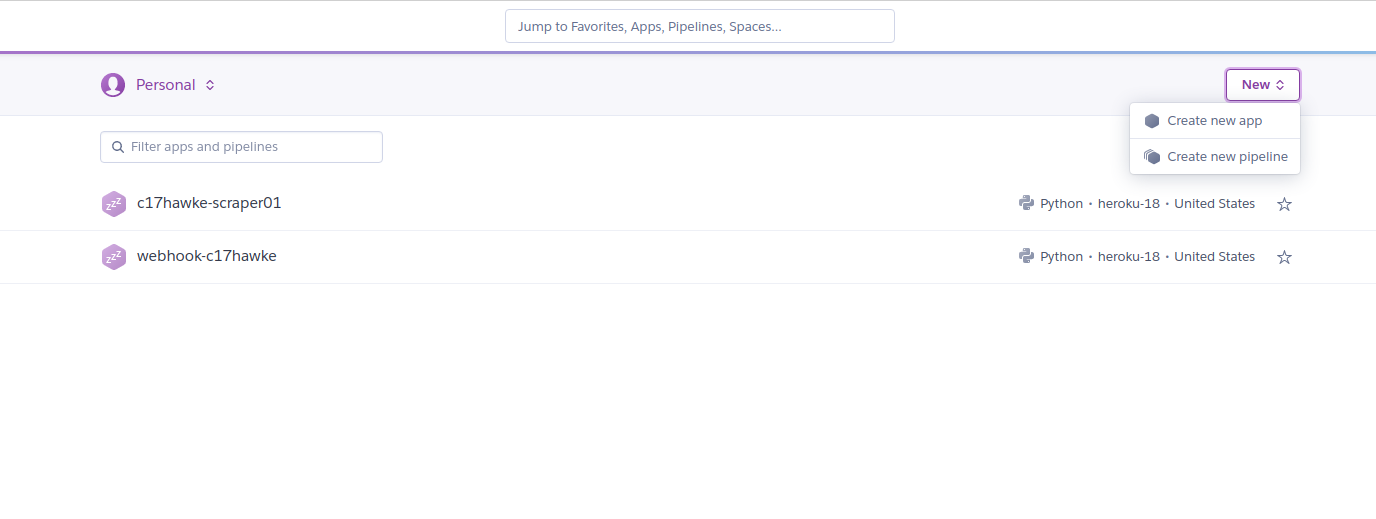 Jump to Favorites, Apps, Pipelines, Spaces...
Personal
New
Create new app
Create new pipeline
Filter apps and pipelines
zzz c17hawke-scraper01 Python • heroku-18 • United States
zzz webhook-c17hawke Python • heroku-18 • United States